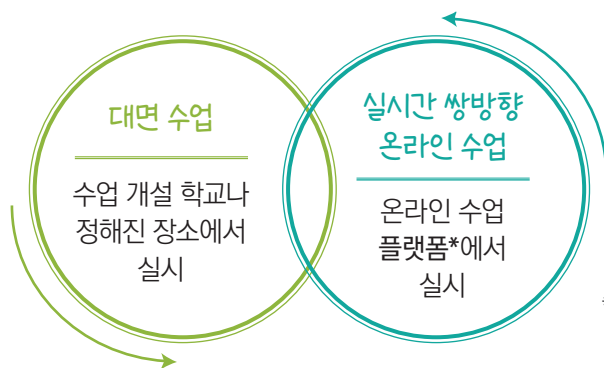 대면 수업
수업 개설 학교나
정해진 장소에서
실시
실시간 쌍방향
온라인 수업
온라인 수업
플랫폼*에서
실시